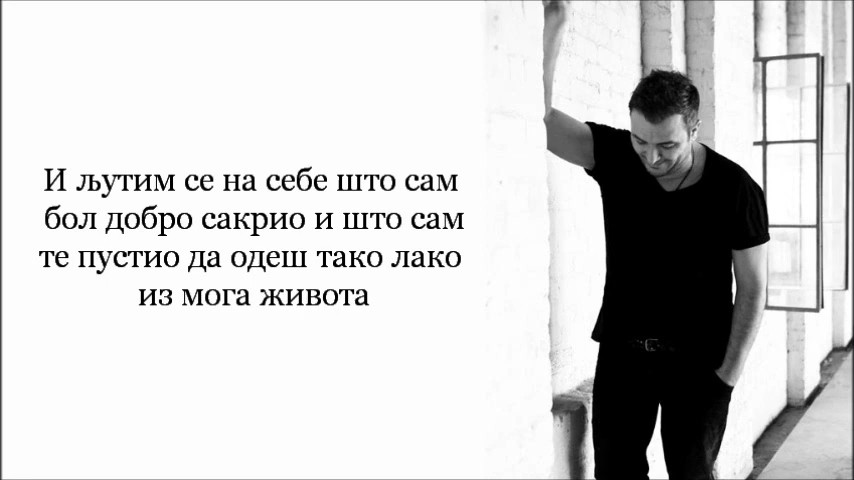 И љутим се на себе што сам
бол добро сакрио и што сам
те пустио да одеш тако лако
из мога живота